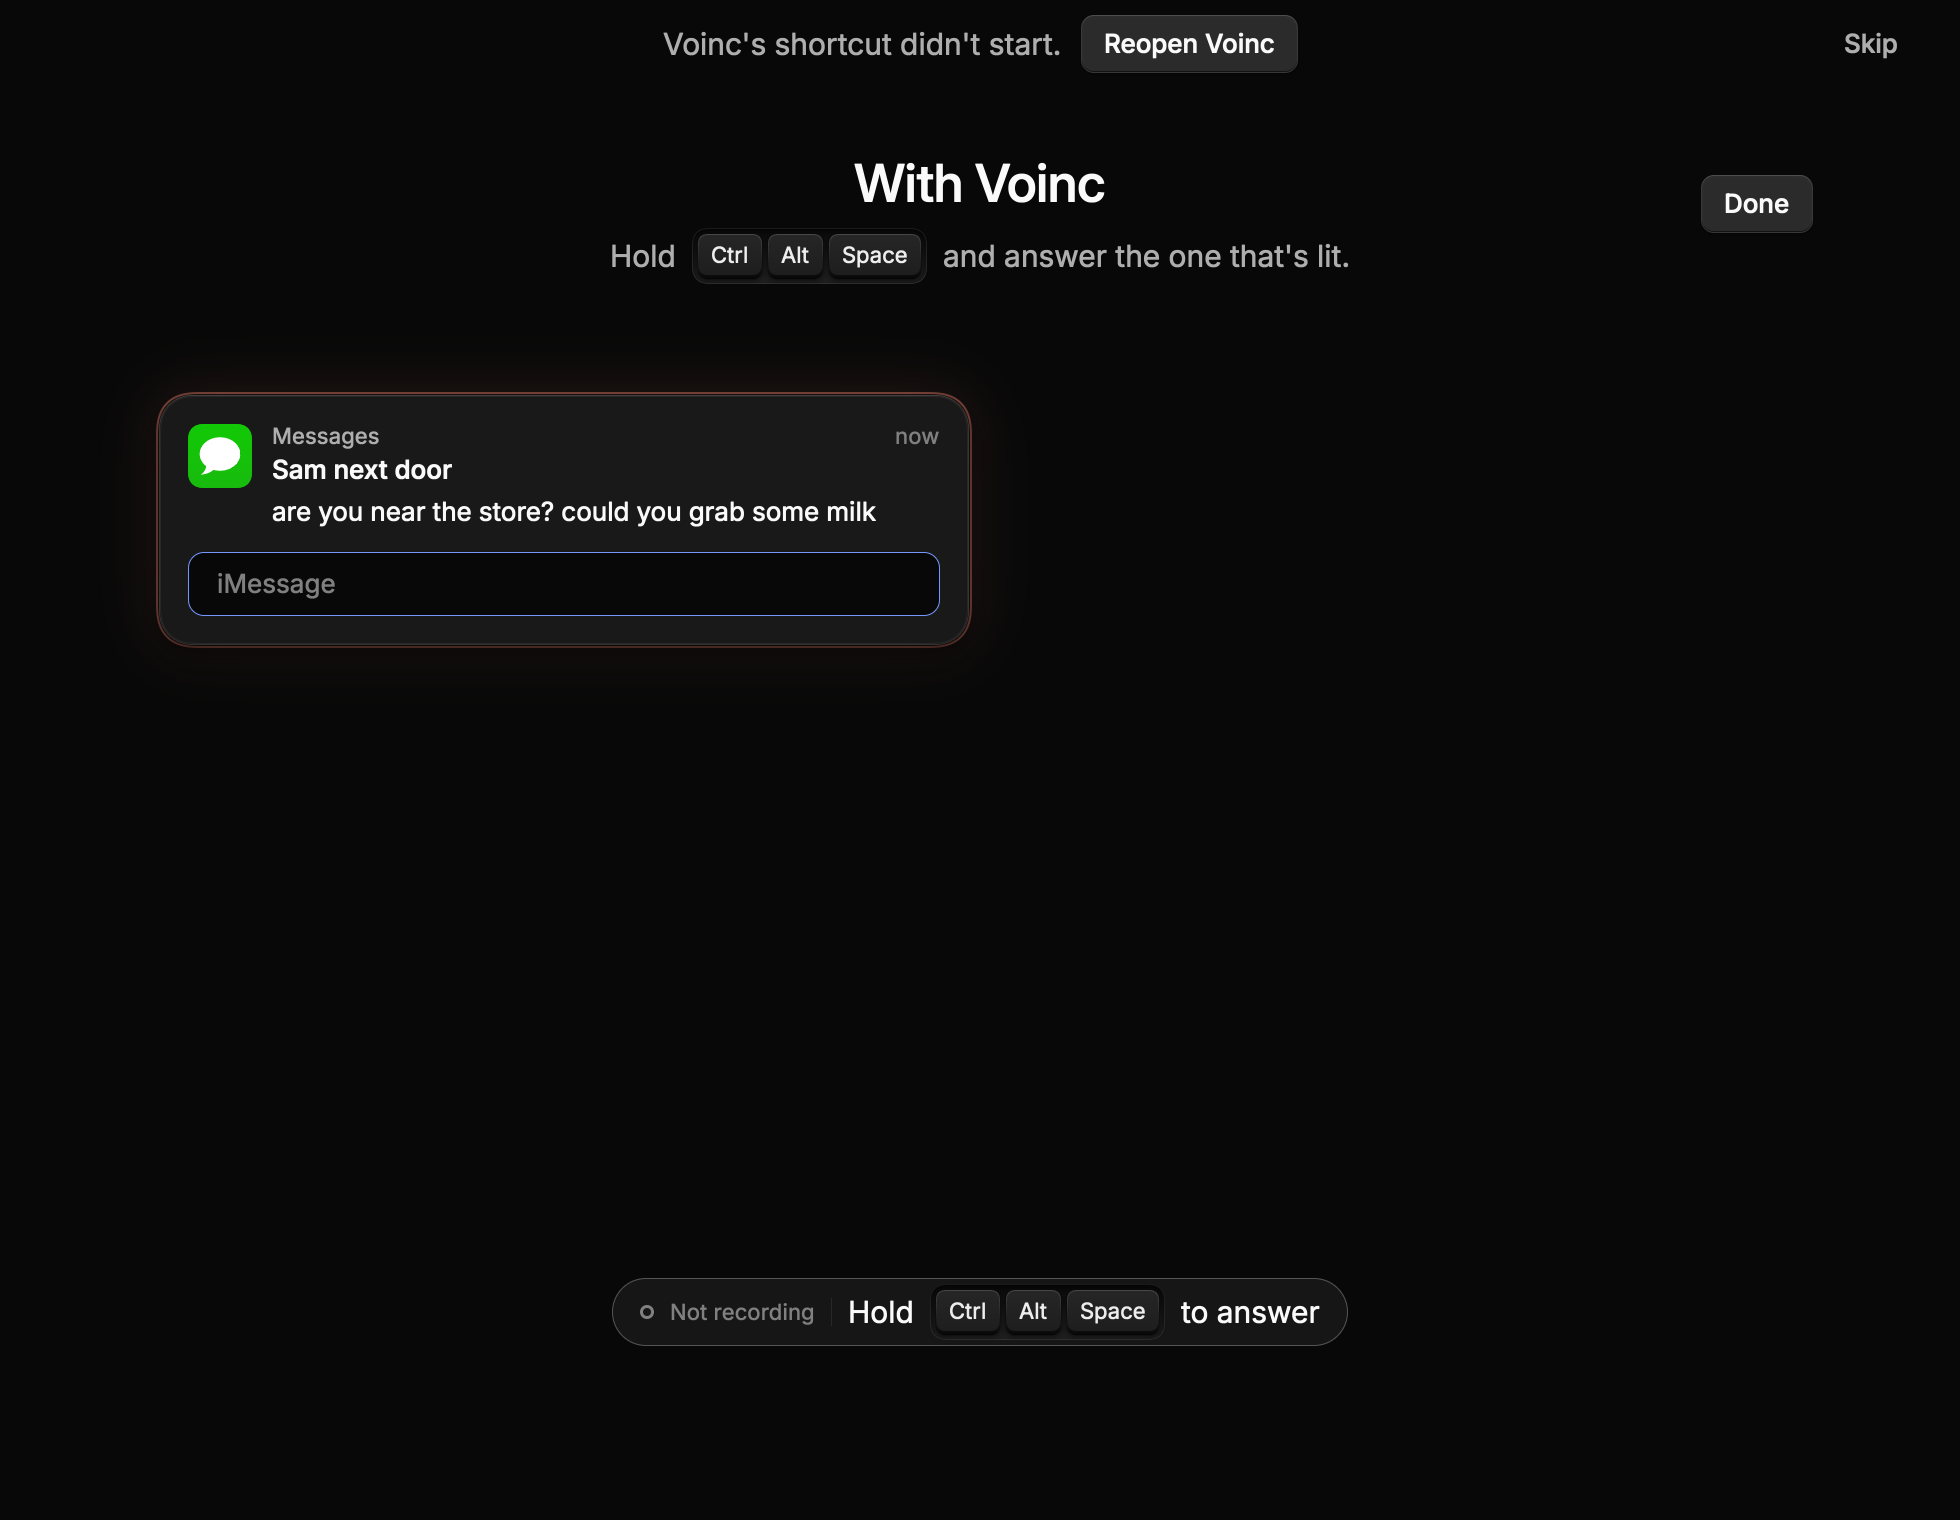 Voinc's shortcut didn't start. Reopen Voinc Skip
With Voinc
Done
Hold Ctrl Alt Space and answer the one that's lit.
Messages now
Sam next door
are you near the store? could you grab some milk
iMessage
Not recording Hold Ctrl Alt Space to answer